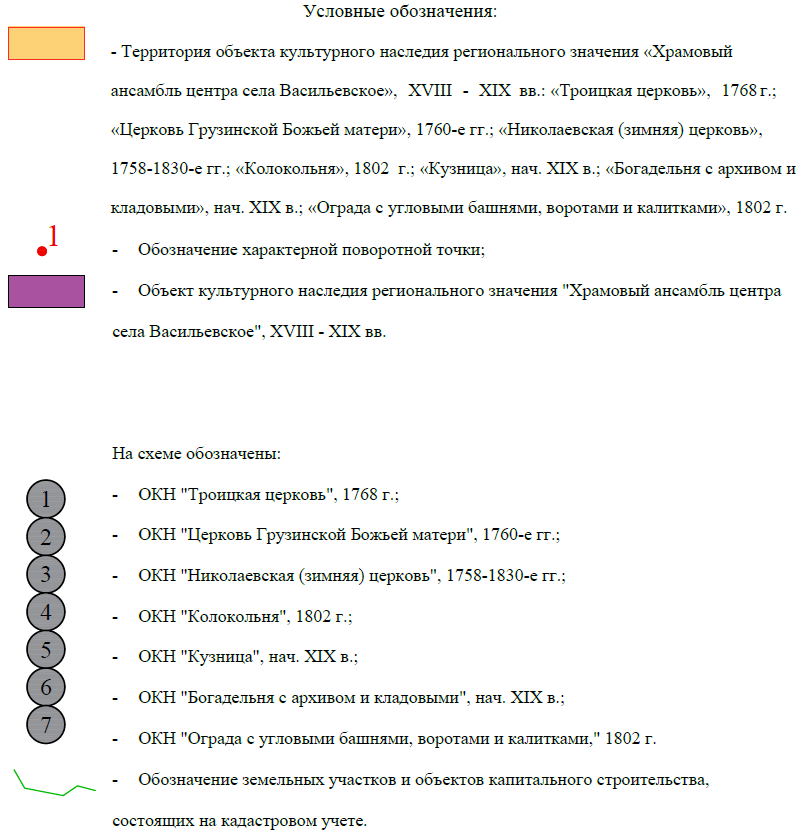 Условные обозначения:
- Территория объекта культурного наследия регионального значения «Храмовый
ансамбль центра села Васильевское», XVIII - XIX вв.: «Троицкая церковь», 1768 г.;
«Церковь Грузинской Божьей матери», 1760-е гг.; «Николаевская (зимняя) церковь»,
1758-1830-е гг.; «Колокольня», 1802 г.; «Кузница», нач. XIX в.; «Богадельня с архивом и
кладовыми», нач. XIX в.; «Ограда с угловыми башнями, воротами и калитками», 1802 г.
1
- Обозначение характерной поворотной точки;
- Объект культурного наследия регионального значения "Храмовый ансамбль центра
села Васильевское", XVIII - XIX вв.
На схеме обозначены:
1 - ОКН "Троицкая церковь", 1768 г.;
2 - ОКН "Церковь Грузинской Божьей матери", 1760-е гг.;
3 - ОКН "Николаевская (зимняя) церковь", 1758-1830-е гг.;
4 - ОКН "Колокольня", 1802 г.;
5 - ОКН "Кузница", нач. XIX в.;
6 - ОКН "Богадельня с архивом и кладовыми", нач. XIX в.;
7 - ОКН "Ограда с угловыми башнями, воротами и калитками," 1802 г.
- Обозначение земельных участков и объектов капитального строительства,
состоящих на кадастровом учете.